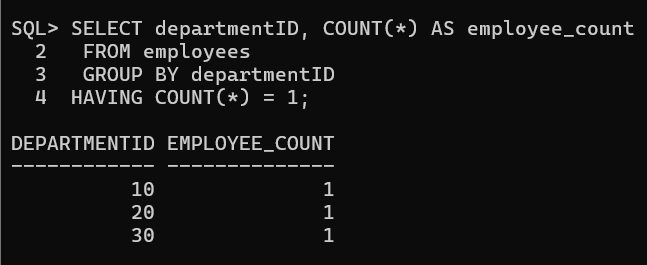 SQL> SELECT departmentID, COUNT(*) AS employee_count
  2   FROM employees
  3   GROUP BY departmentID
  4  HAVING COUNT(*) = 1;

DEPARTMENTID EMPLOYEE_COUNT
------------ --------------
          10              1
          20              1
          30              1